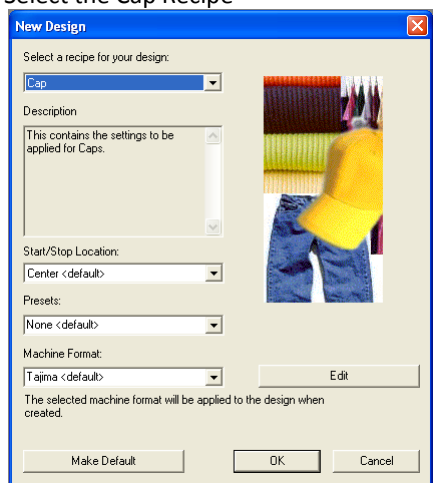 Select the Cap Recipe
New Design
Select a recipe for your design:
Cap
Description
This contains the settings to be
applied for Caps.
Start/Stop Location:
Center <default>
Presets:
None <default>
Machine Format:
Tajima <default>
Edit
The selected machine format will be applied to the design when
created.
Make Default
OK
Cancel